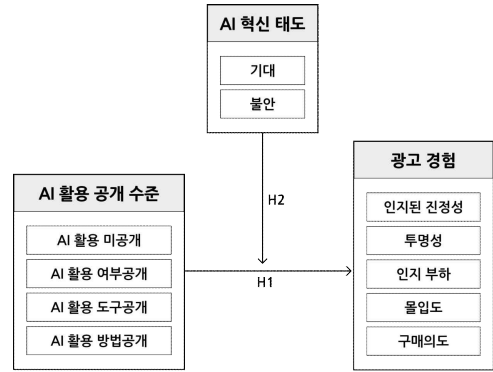 AI 혁신 태도
기대
불안
H2
AI 활용 공개 수준
AI 활용 미공개
AI 활용 여부공개
AI 활용 도구공개
AI 활용 방법공개
H1
광고 경험
인지된 진정성
투명성
인지 부하
몰입도
구매의도